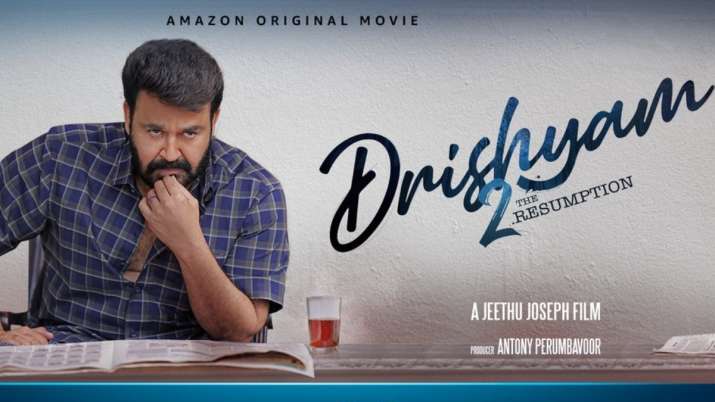 AMAZON ORIGINAL MOVIE
Drishyam
2 THE
.RESUMPTION
A JEETHU JOSEPH FILM
PRODUCER ANTONY PERUMBAVOOR